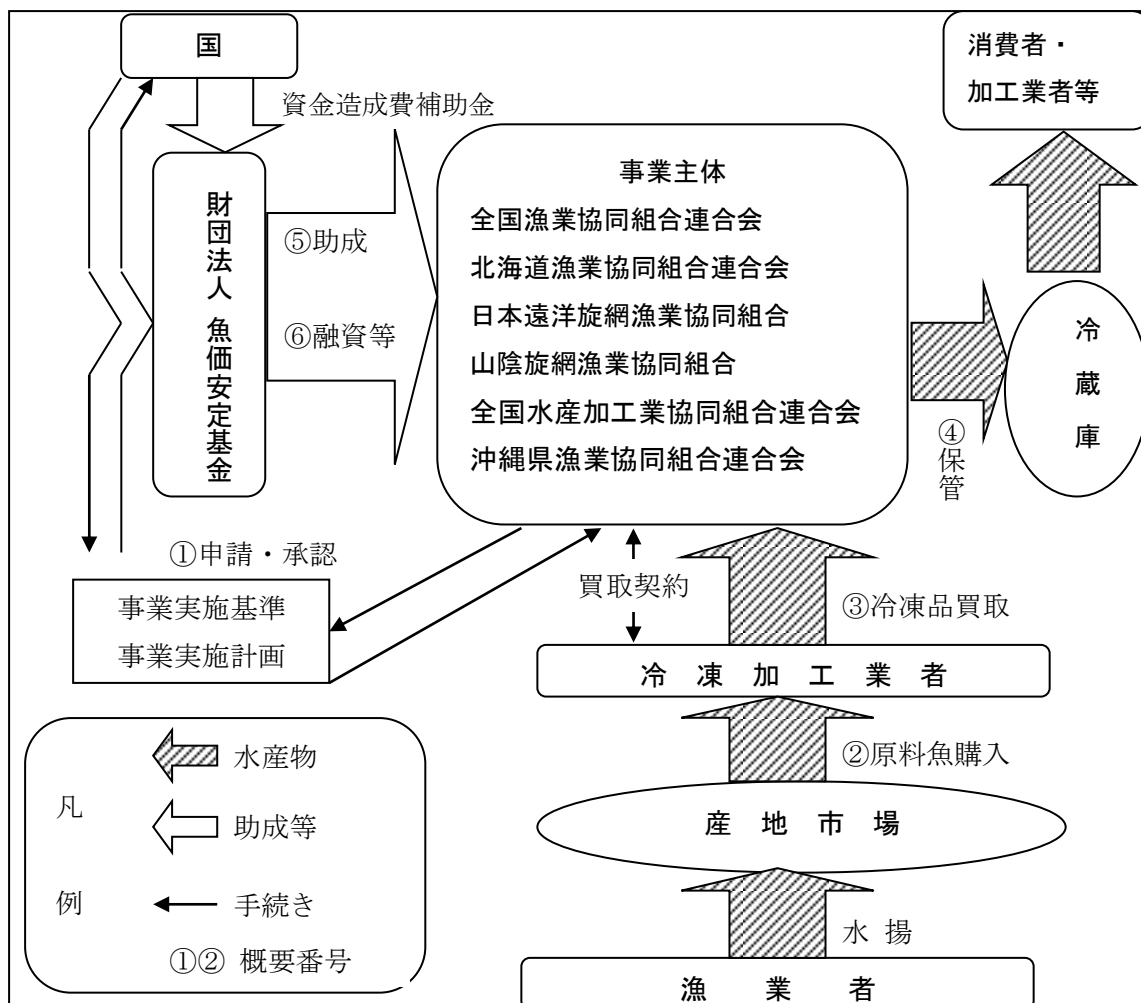 国
資金造成費補助金
財団法人 魚価安定基金
⑤助成
⑥融資等
事業主体
全国漁業協同組合連合会
北海道漁業協同組合連合会
日本遠洋旋網漁業協同組合
山陰旋網漁業協同組合
全国水産加工業協同組合連合会
沖縄県漁業協同組合連合会
消費者・
加工業者等
冷蔵庫
④保管
①申請・承認
事業実施基準
事業実施計画
買取契約
③冷凍品買取
冷凍加工業者
②原料魚購入
産地市場
水 揚
漁業者
凡例
水産物
助成等
手続き
①② 概要番号